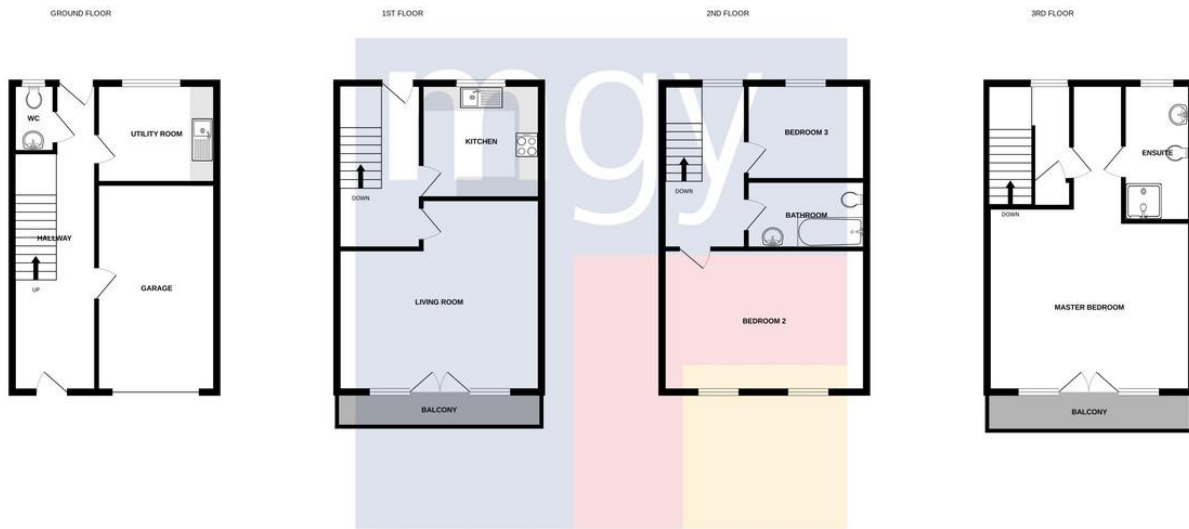 GROUND FLOOR
WC
UTILITY ROOM
HALLWAY
UP
GARAGE
1ST FLOOR
KITCHEN
DOWN
LIVING ROOM
BALCONY
2ND FLOOR
BEDROOM 3
DOWN
BATHROOM
BEDROOM 2
3RD FLOOR
ENSUITE
DOWN
MASTER BEDROOM
BALCONY
mgy